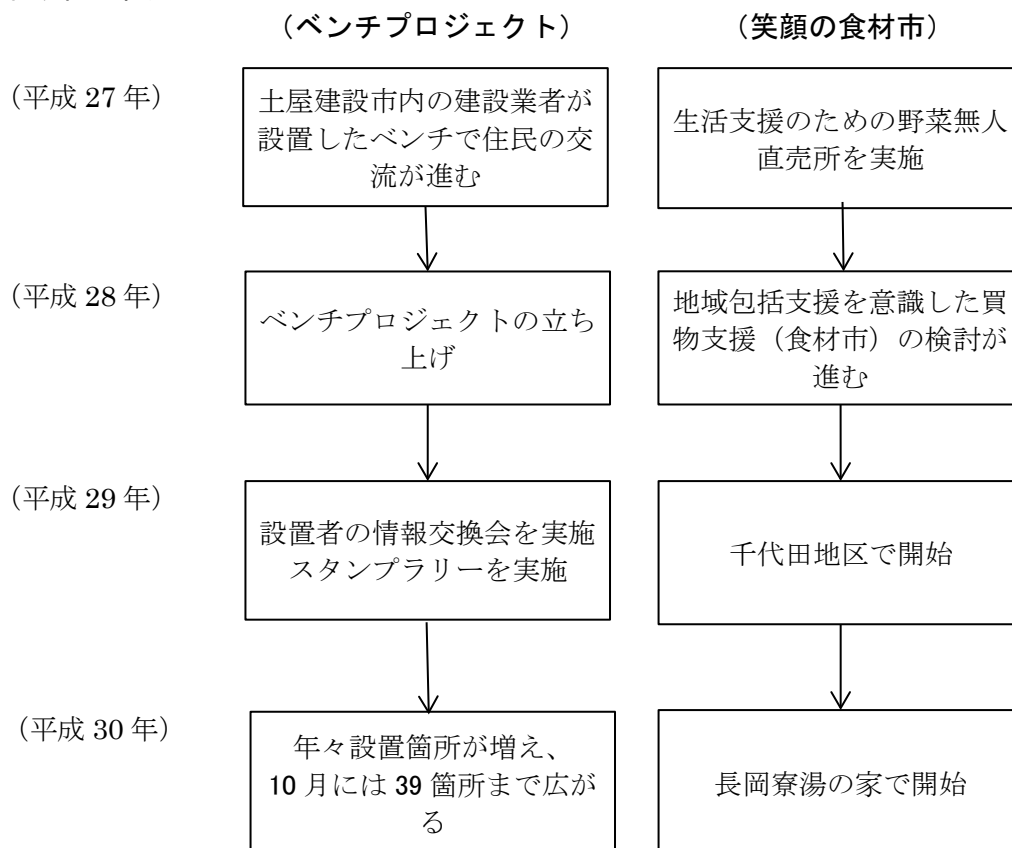 （ベンチプロジェクト）
（笑顔の食材市）
（平成 27 年）
土屋建設市内の建設業者が
設置したベンチで住民の交
流が進む
生活支援のための野菜無人
直売所を実施
（平成 28 年）
ベンチプロジェクトの立ち
上げ
地域包括支援を意識した買
物支援（食材市）の検討が
進む
（平成 29 年）
設置者の情報交換会を実施
スタンプラリーを実施
千代田地区で開始
（平成 30 年）
年々設置箇所が増え、
10 月には 39 箇所まで広が
る
長岡寮湯の家で開始